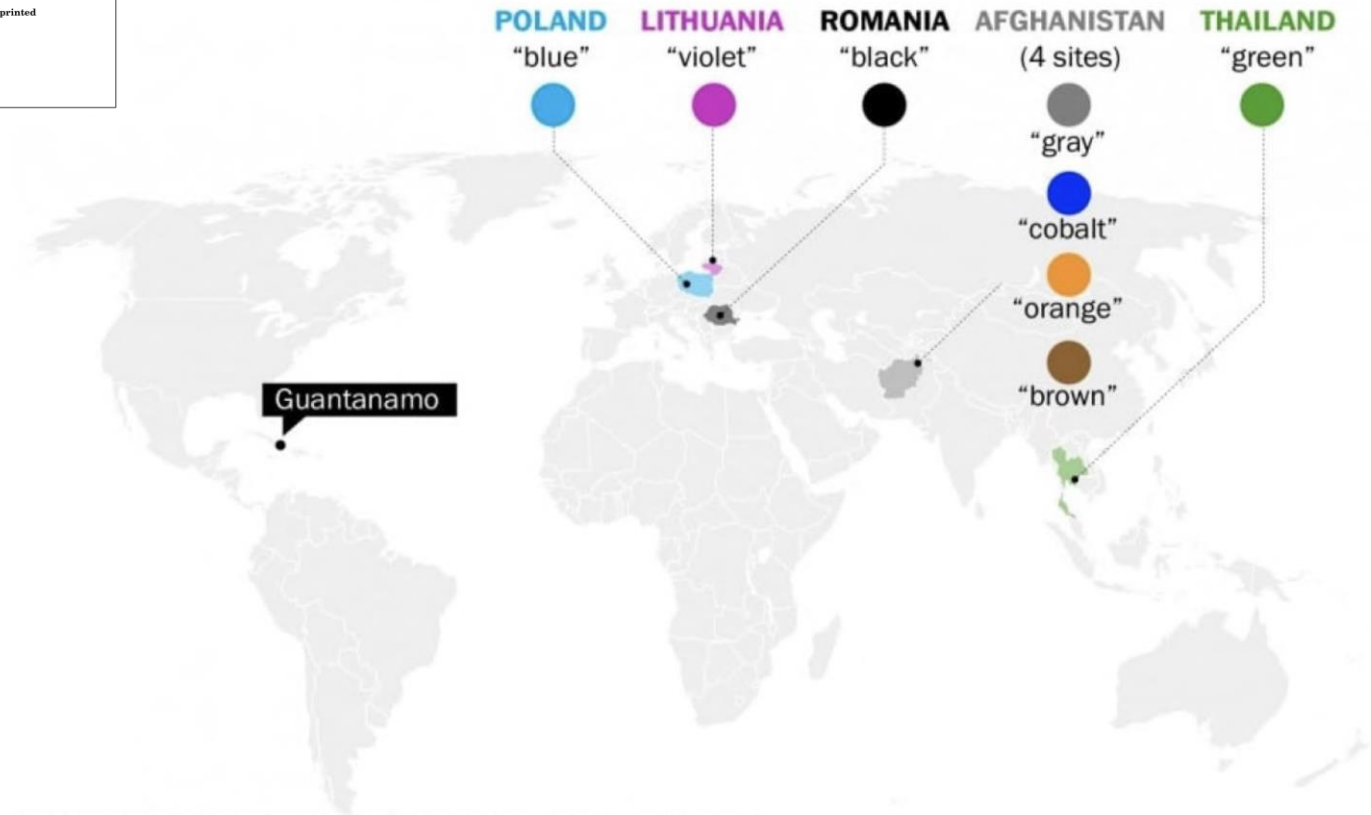 printed
POLAND LITHUANIA ROMANIA AFGHANISTAN THAILAND
“blue” “violet” “black” (4 sites) “green”
“gray”
“cobalt”
“orange”
“brown”
Guantanamo